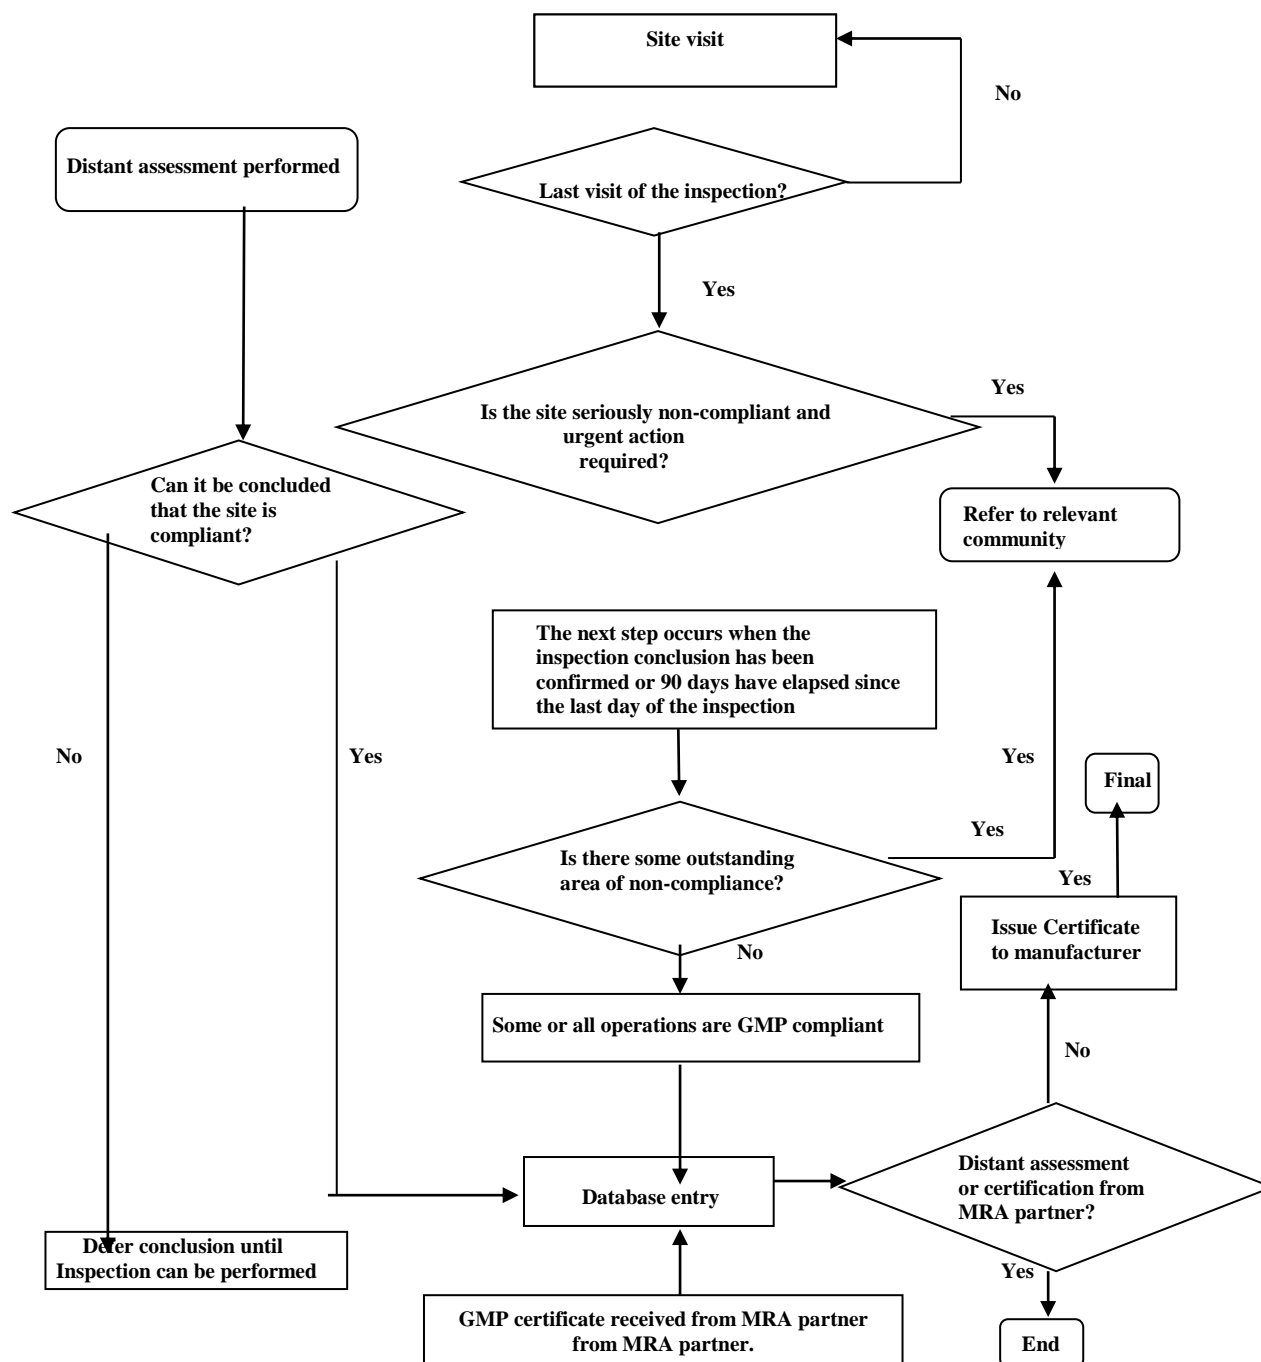 Site visit
No
Distant assessment performed
Last visit of the inspection?
Yes
Yes
Is the site seriously non-compliant and
urgent action
required?
Can it be concluded
that the site is
compliant?
Refer to relevant
community
The next step occurs when the
inspection conclusion has been
confirmed or 90 days have elapsed since
the last day of the inspection
No
Yes
Yes
Final
Yes
Is there some outstanding
area of non-compliance?
Yes
Issue Certificate
to manufacturer
No
Some or all operations are GMP compliant
No
Distant assessment
or certification from
MRA partner?
Database entry
Defer conclusion until
Inspection can be performed
Yes
GMP certificate received from MRA partner
from MRA partner.
End